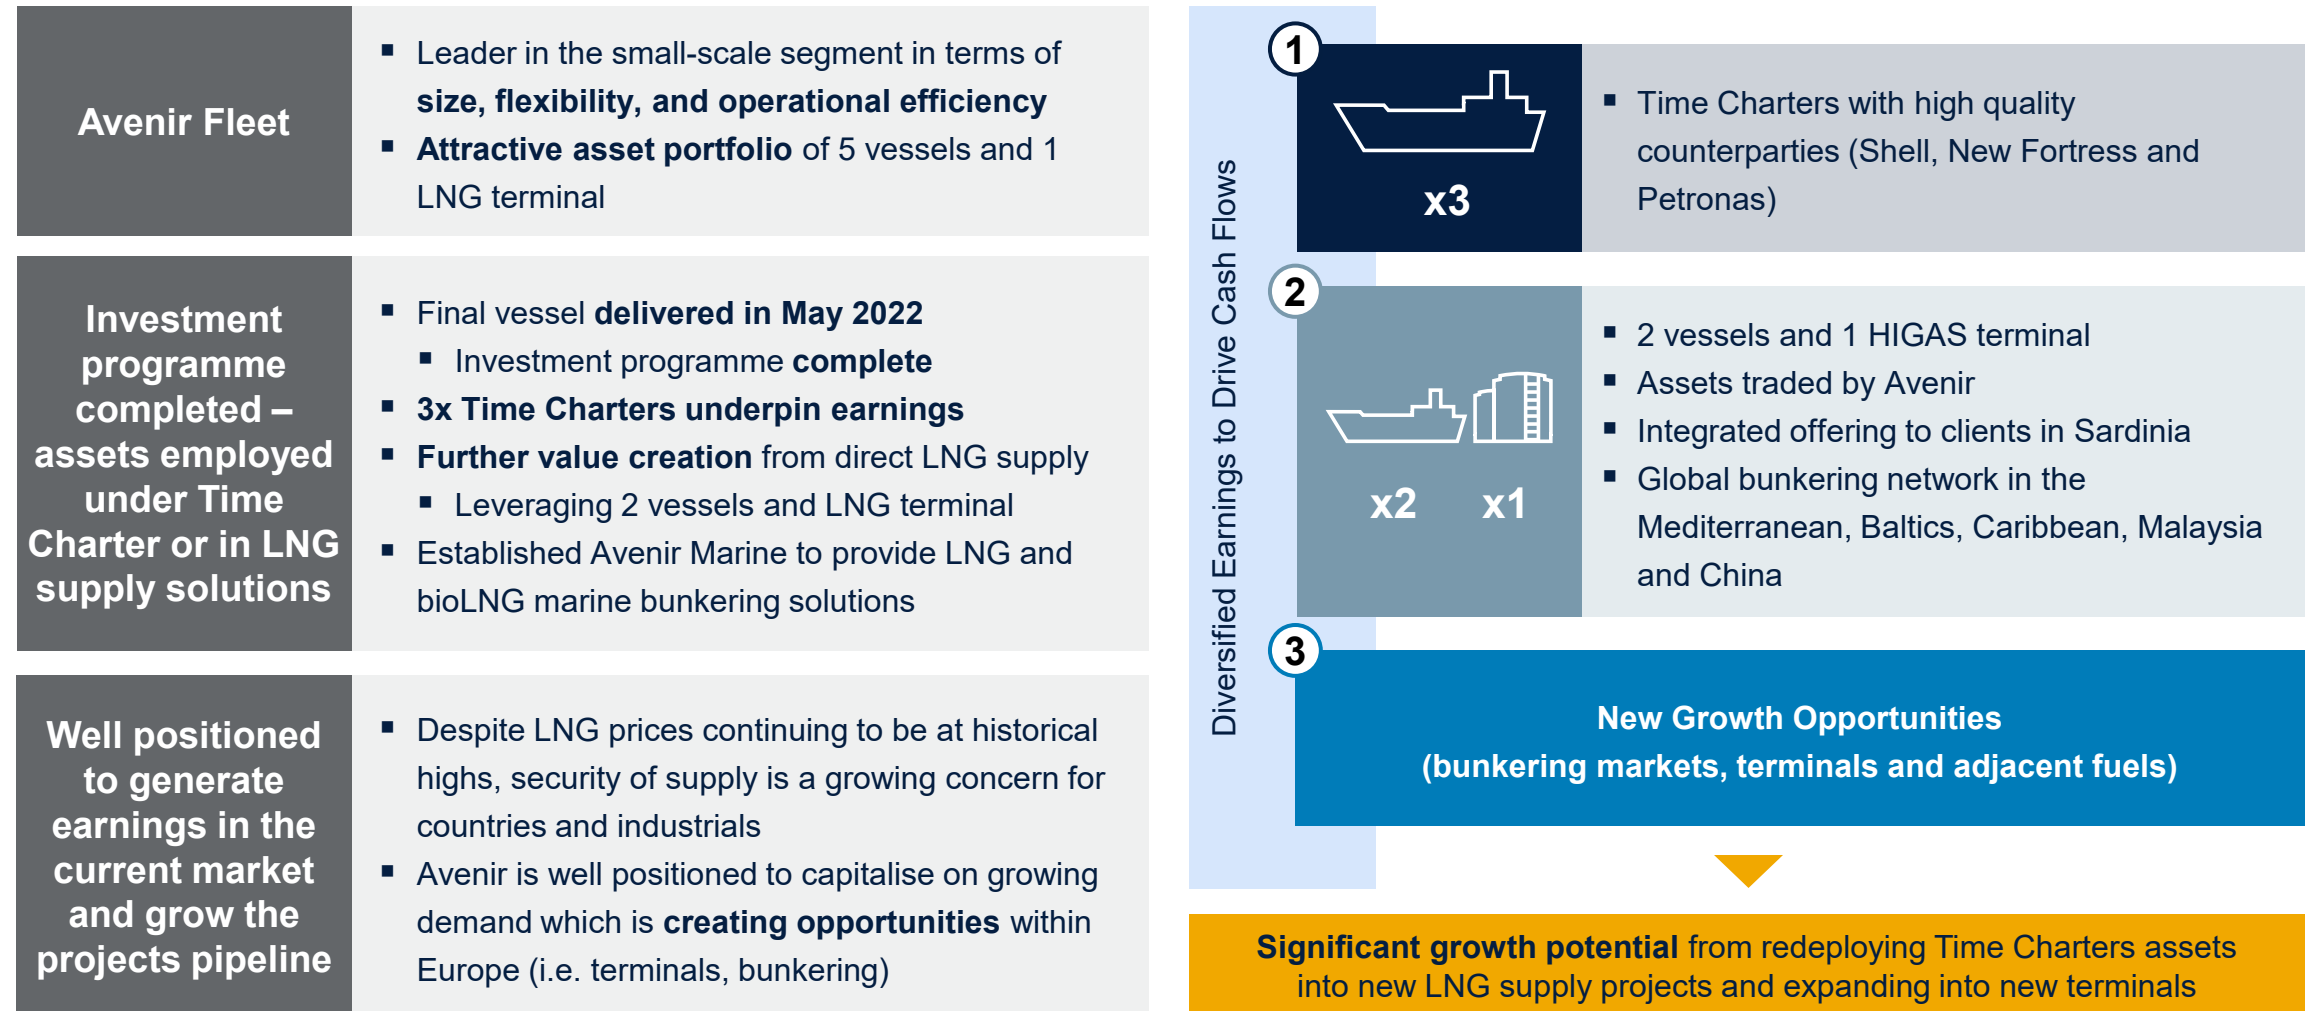 Avenir Fleet
▪ Leader in the small-scale segment in terms of
size, flexibility, and operational efficiency
▪ Attractive asset portfolio of 5 vessels and 1
LNG terminal
Investment
programme
completed –
assets employed
under Time
Charter or in LNG
supply solutions
▪ Final vessel delivered in May 2022
▪ Investment programme complete
▪ 3x Time Charters underpin earnings
▪ Further value creation from direct LNG supply
▪ Leveraging 2 vessels and LNG terminal
▪ Established Avenir Marine to provide LNG and
bioLNG marine bunkering solutions
Well positioned
to generate
earnings in the
current market
and grow the
projects pipeline
▪ Despite LNG prices continuing to be at historical
highs, security of supply is a growing concern for
countries and industrials
▪ Avenir is well positioned to capitalise on growing
demand which is creating opportunities within
Europe (i.e. terminals, bunkering)
Diversified Earnings to Drive Cash Flows
1
x3
▪ Time Charters with high quality
counterparties (Shell, New Fortress and
Petronas)
2
x2 x1
▪ 2 vessels and 1 HIGAS terminal
▪ Assets traded by Avenir
▪ Integrated offering to clients in Sardinia
▪ Global bunkering network in the
Mediterranean, Baltics, Caribbean, Malaysia
and China
3
New Growth Opportunities
(bunkering markets, terminals and adjacent fuels)
Significant growth potential from redeploying Time Charters assets
into new LNG supply projects and expanding into new terminals